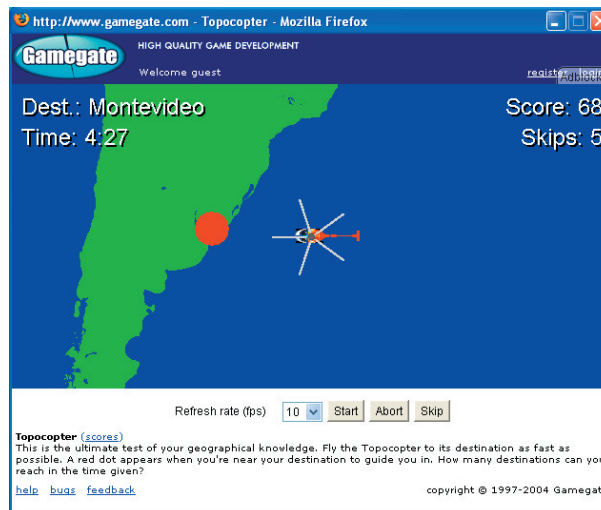 http://www.gamegate.com - Topocopter - Mozilla Firefox
Gamegate
HIGH QUALITY GAME DEVELOPMENT
Welcome guest
register login
Adblock
Dest.: Montevideo
Score: 68
Time: 4:27
Skips: 5
Refresh rate (fps) 10 Start Abort Skip
Topocopter (scores)
This is the ultimate test of your geographical knowledge. Fly the Topocopter to its destination as fast as
possible. A red dot appears when you're near your destination to guide you in. How many destinations can you
reach in the time given?
help bugs feedback
copyright © 1997-2004 Gamegat